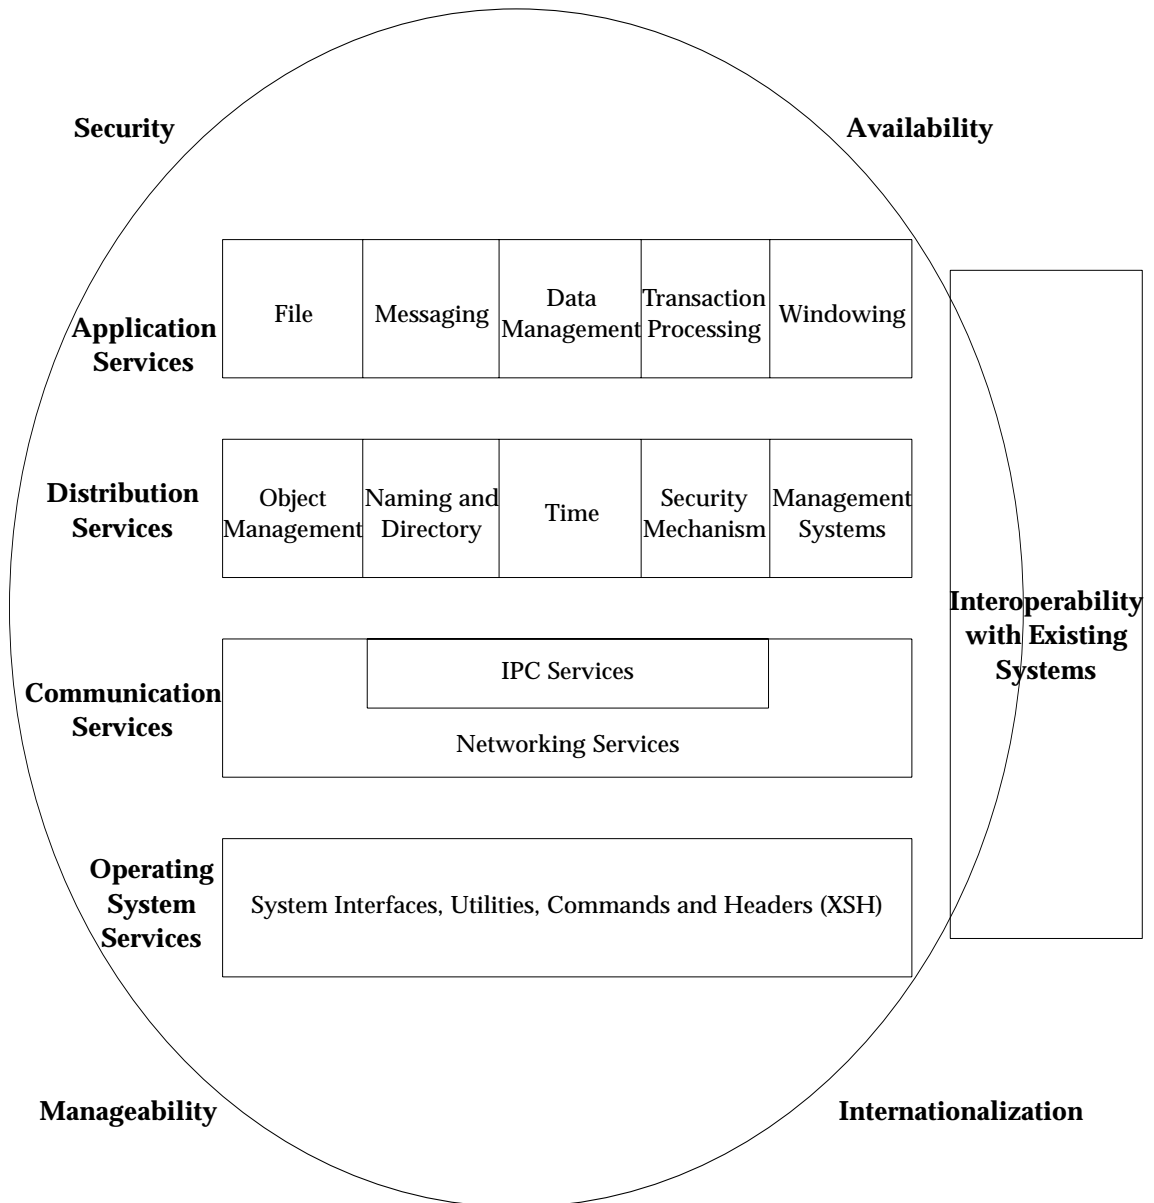 Security
Availability
Application
Services
File
Messaging
Data
Management
Transaction
Processing
Windowing
Distribution
Services
Object
Management
Naming and
Directory
Time
Security
Mechanism
Management
Systems
Interoperability
with Existing
Systems
Communication
Services
IPC Services
Networking Services
Operating
System
Services
System Interfaces, Utilities, Commands and Headers (XSH)
Manageability
Internationalization